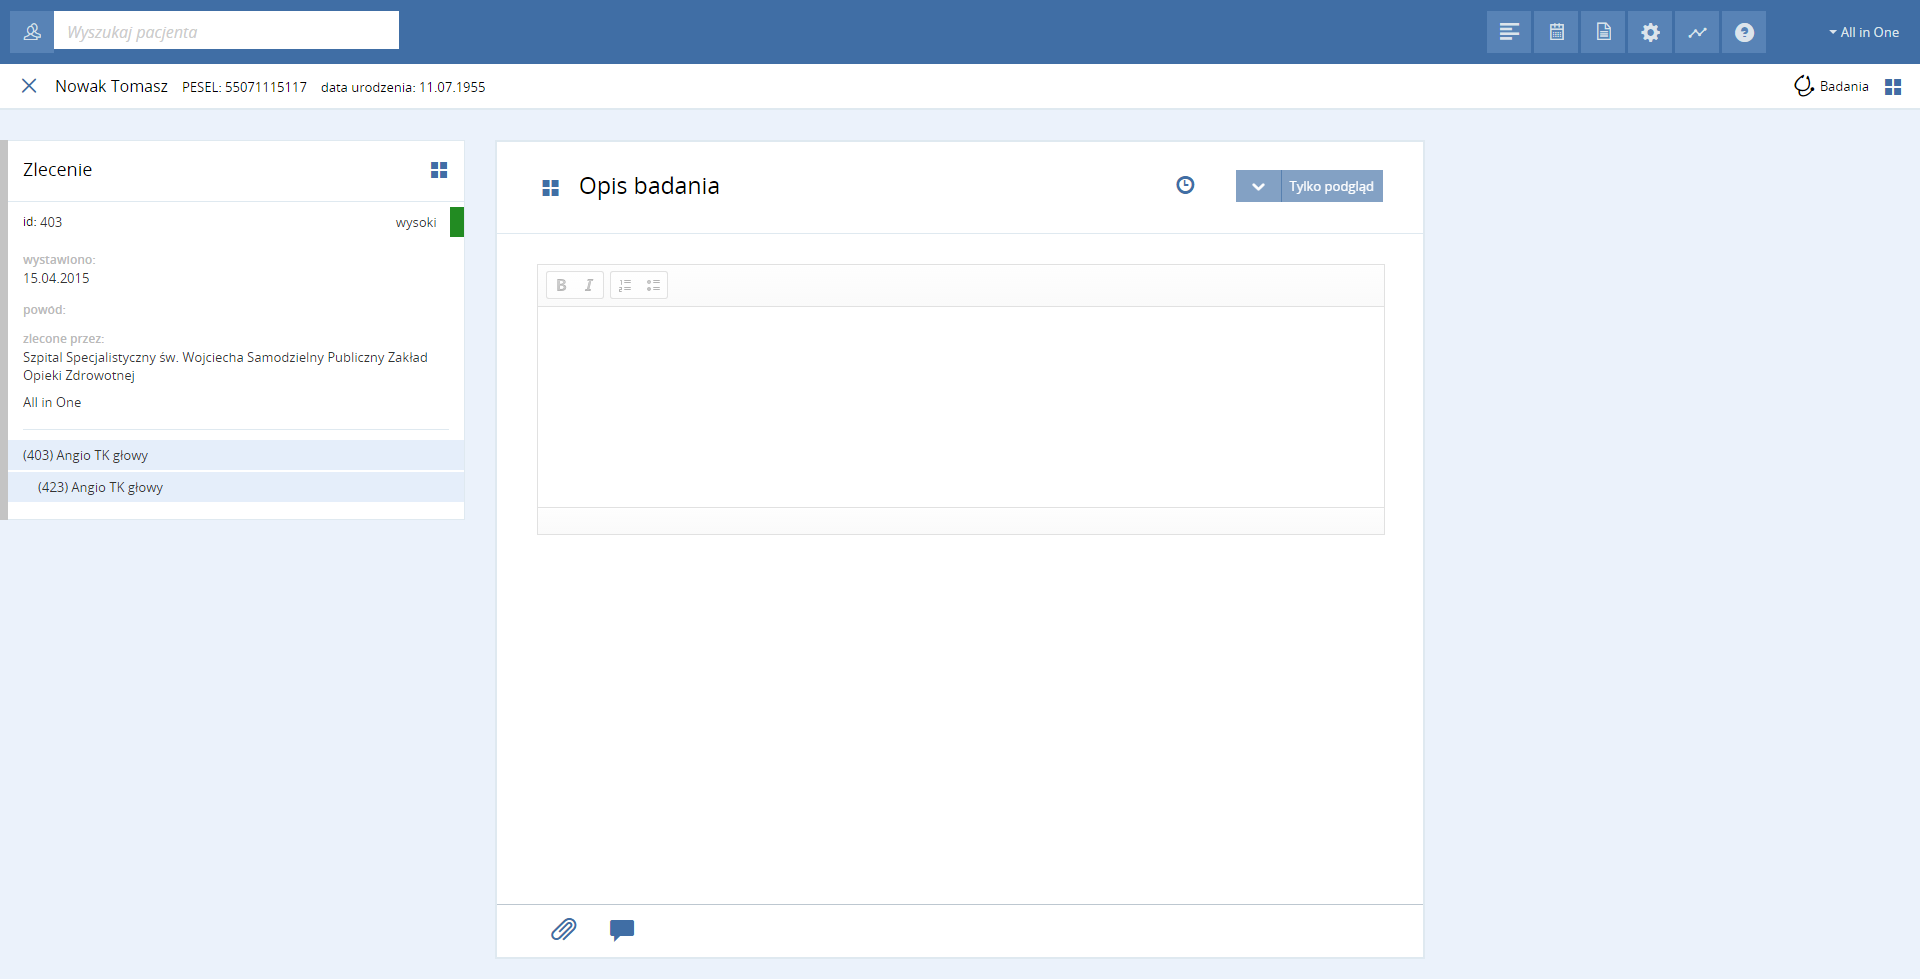 Wyszukaj pacjenta
All in One
Nowak Tomasz PESEL: 55071115117 data urodzenia: 11.07.1955
Badania
Zlecenie
id: 403 wysoki
wystawiono:
15.04.2015
powód:
zlecone przez:
Szpital Specjalistyczny św. Wojciecha Samodzielny Publiczny Zakład
Opieki Zdrowotnej
All in One
(403) Angio TK głowy
(423) Angio TK głowy
Opis badania
Tylko podgląd
B I